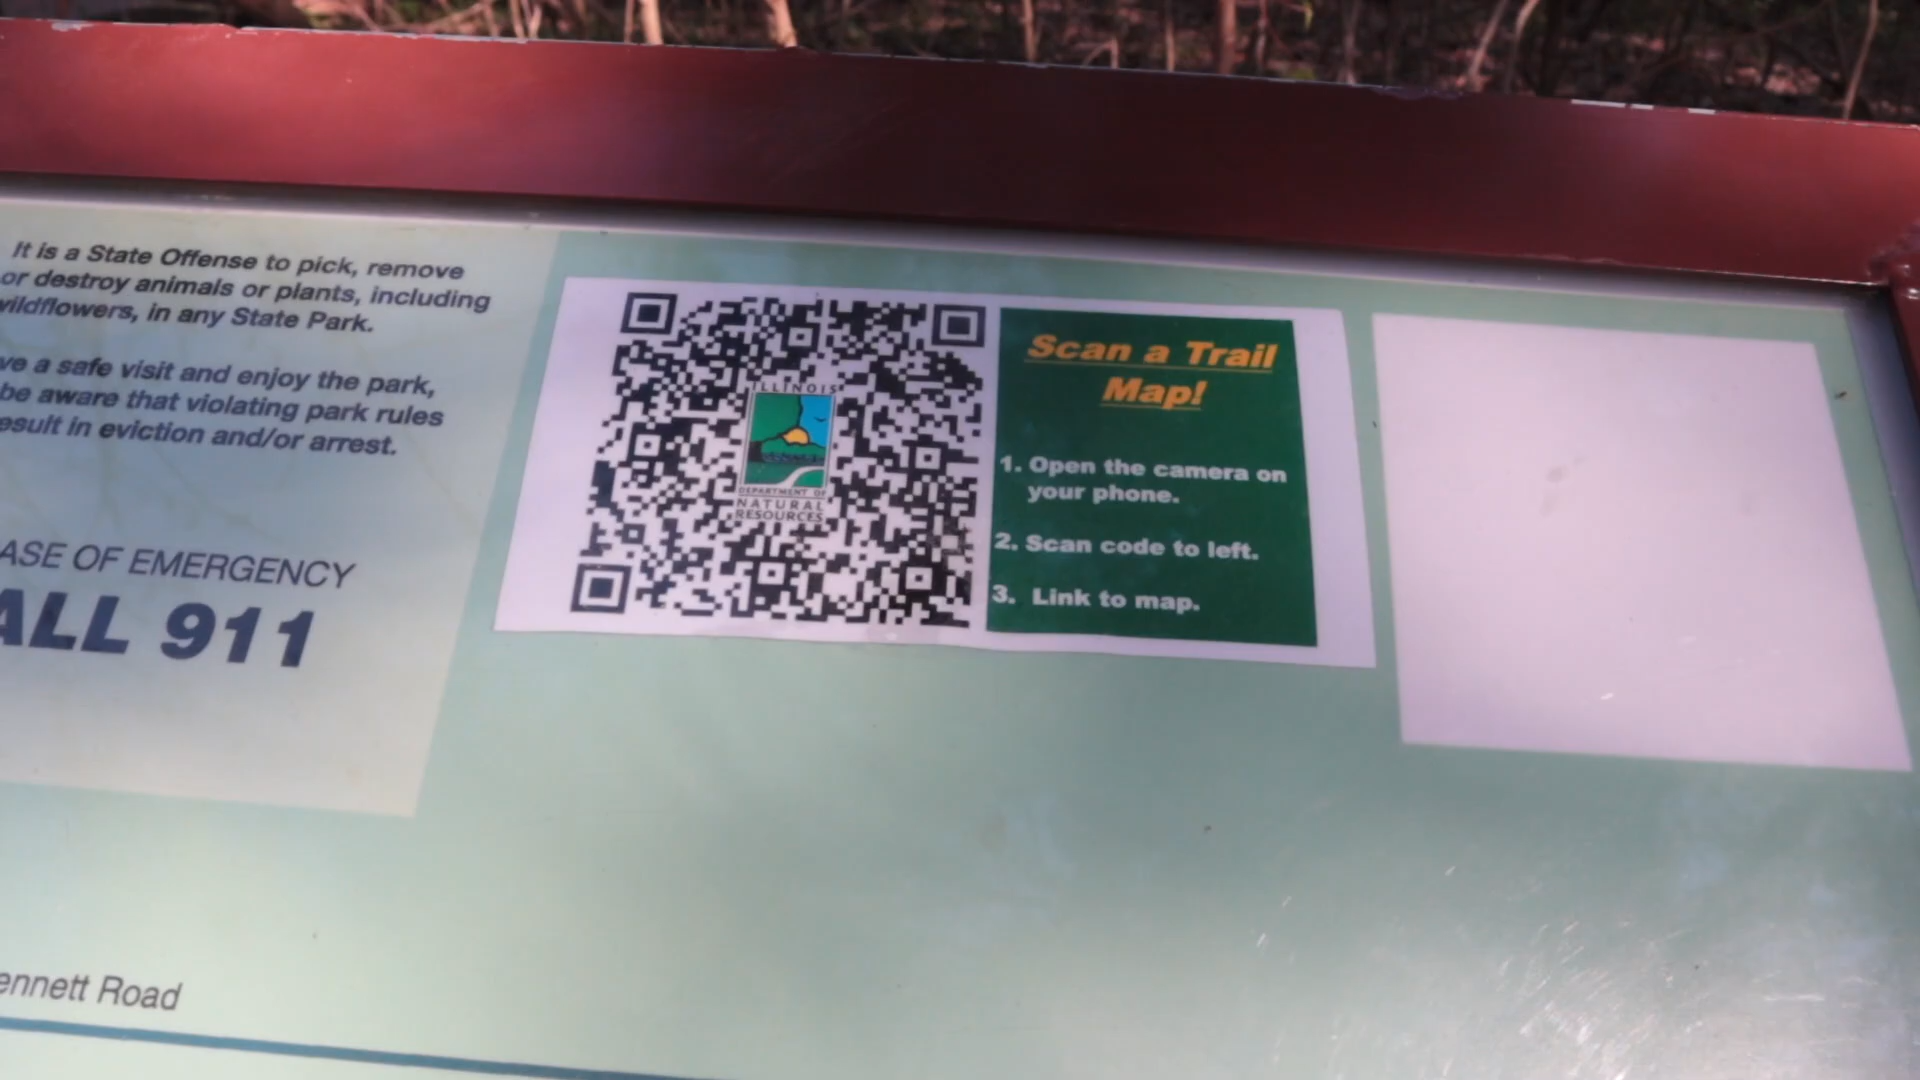 It is a State Offense to pick, remove
or destroy animals or plants, including
wildflowers, in any State Park.
ve a safe visit and enjoy the park,
be aware that violating park rules
esult in eviction and/or arrest.
ASE OF EMERGENCY
ALL 911
ennett Road
ILLINOIS
DEPARTMENT OF
NATURAL
RESOURCES
Scan a Trail
Map!
1. Open the camera on
your phone.
2. Scan code to left.
3. Link to map.